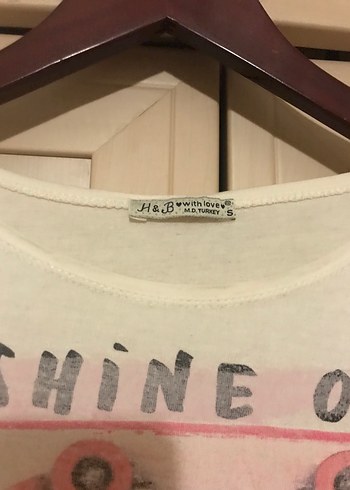 H & B ♥with love♥ S
M.D. TURKEY
SHiNE O